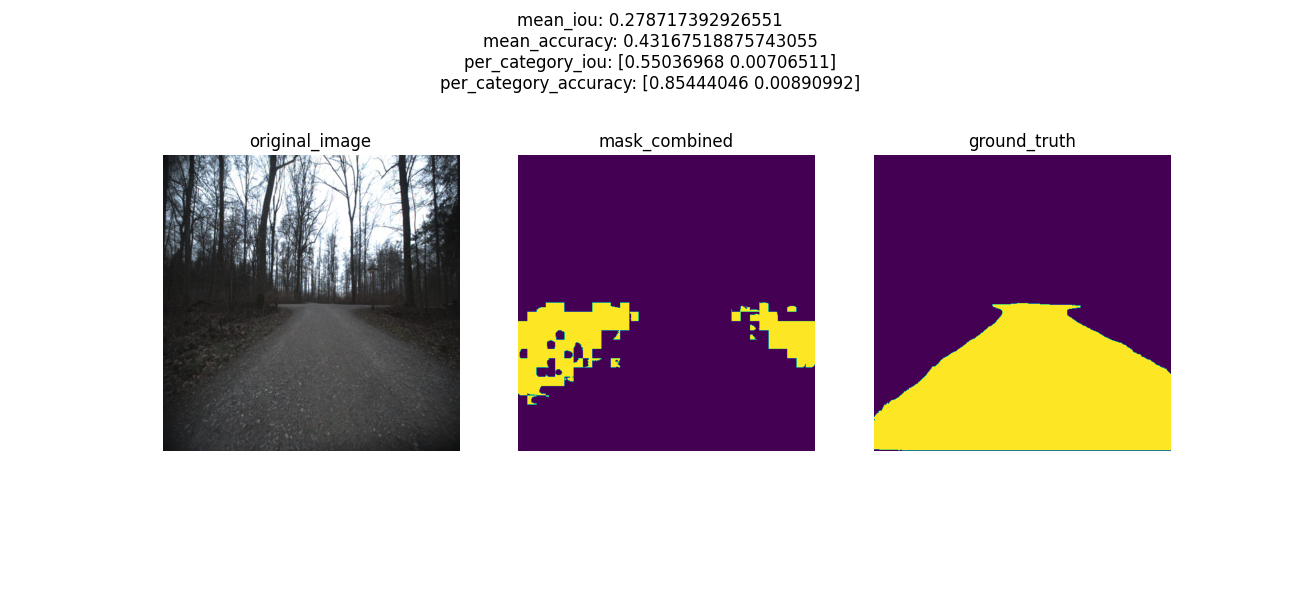 mean_iou: 0.278717392926551
mean_accuracy: 0.43167518875743055
per_category_iou: [0.55036968 0.00706511]
per_category_accuracy: [0.85444046 0.00890992]
original_image
mask_combined
ground_truth